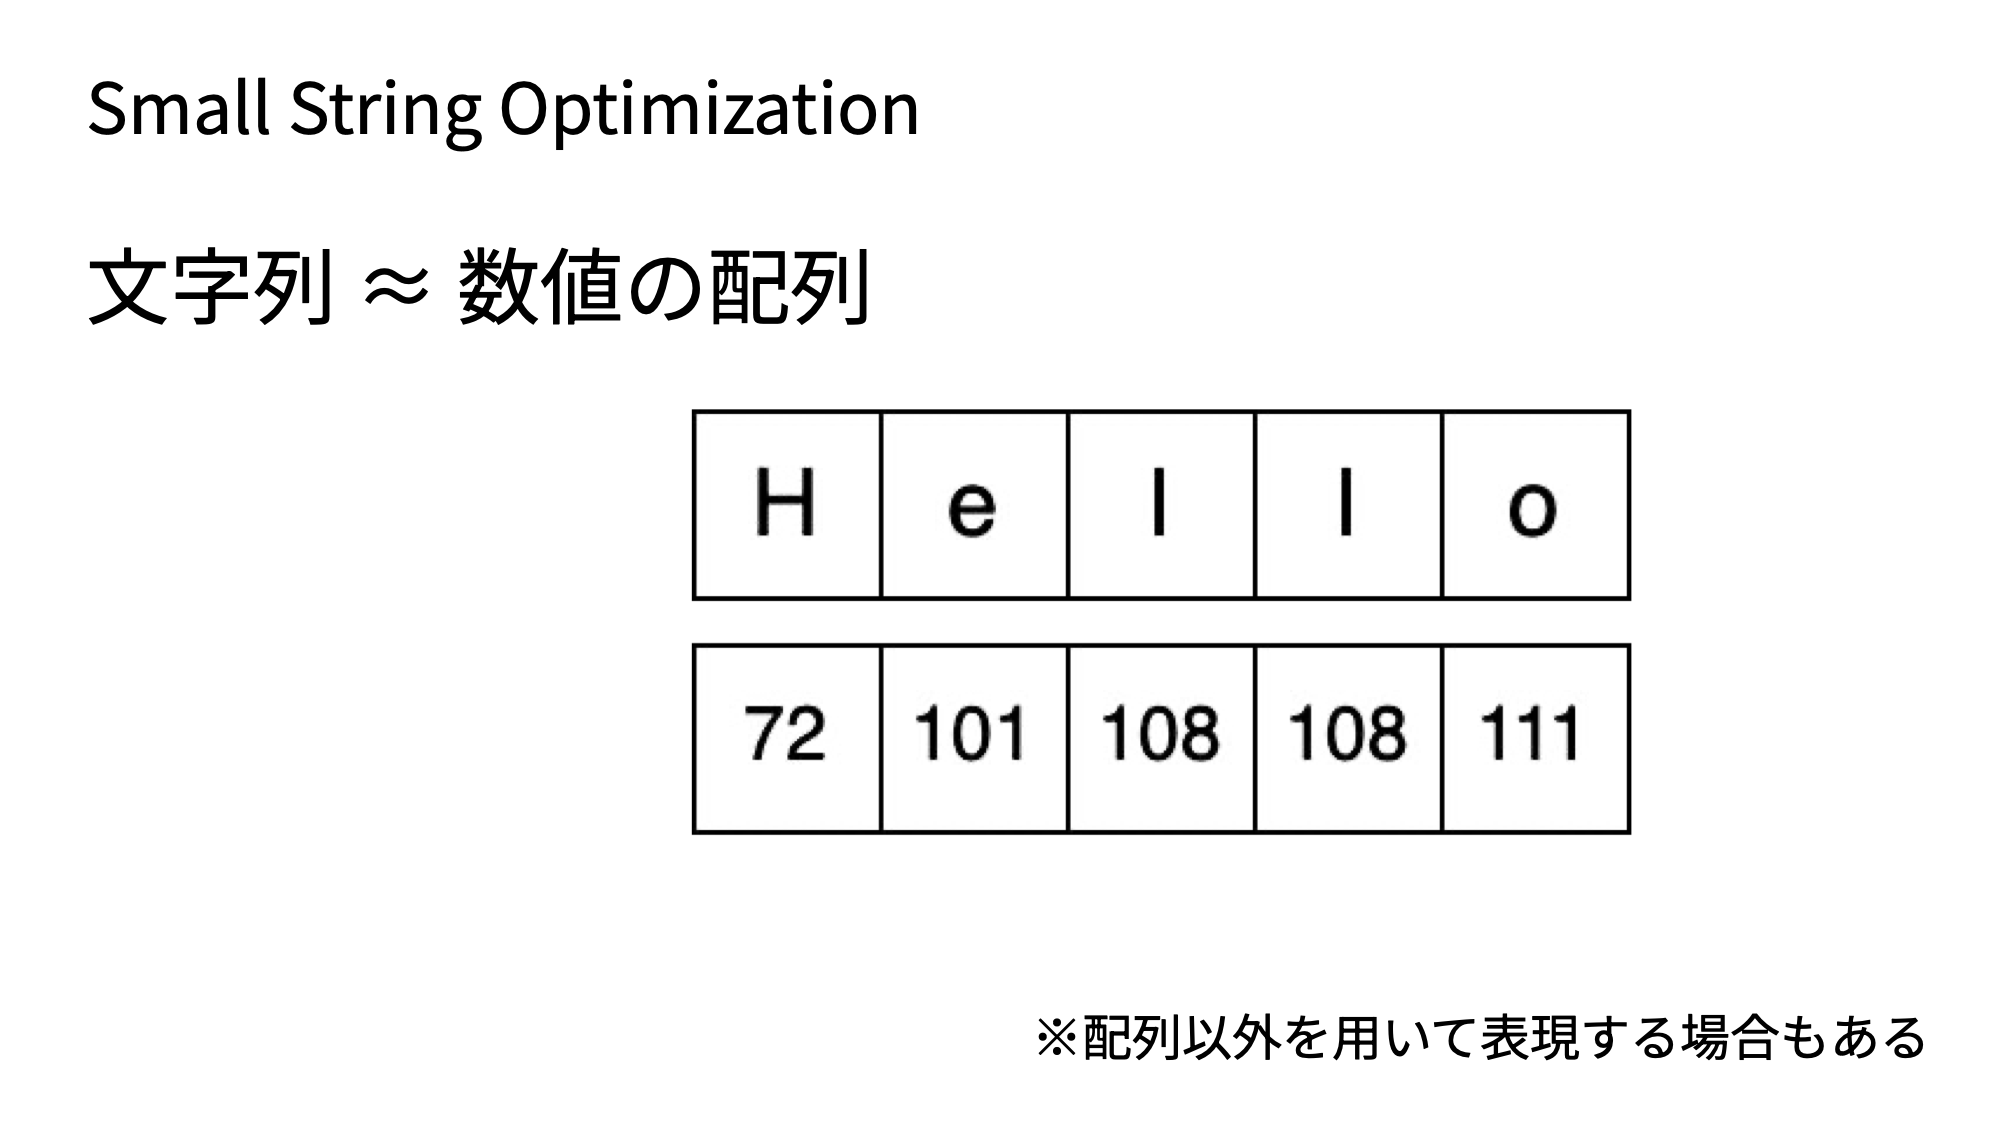 Small String Optimization
文字列 ≈ 数値の配列
H e l l o
72 101 108 108 111
※配列以外を用いて表現する場合もある